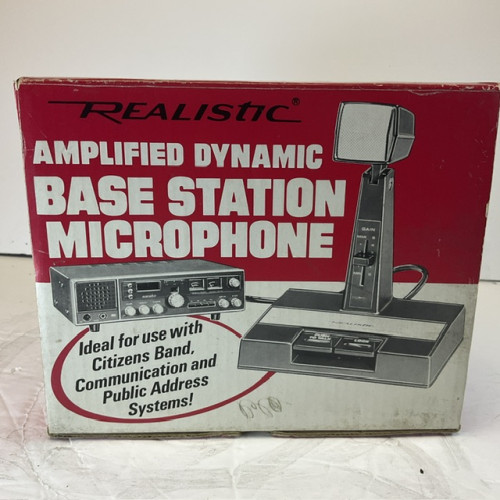 REALISTIC®
AMPLIFIED DYNAMIC
BASE STATION
MICROPHONE
GAIN
Ideal for use with
Citizens Band,
Communication and
Public Address
Systems!